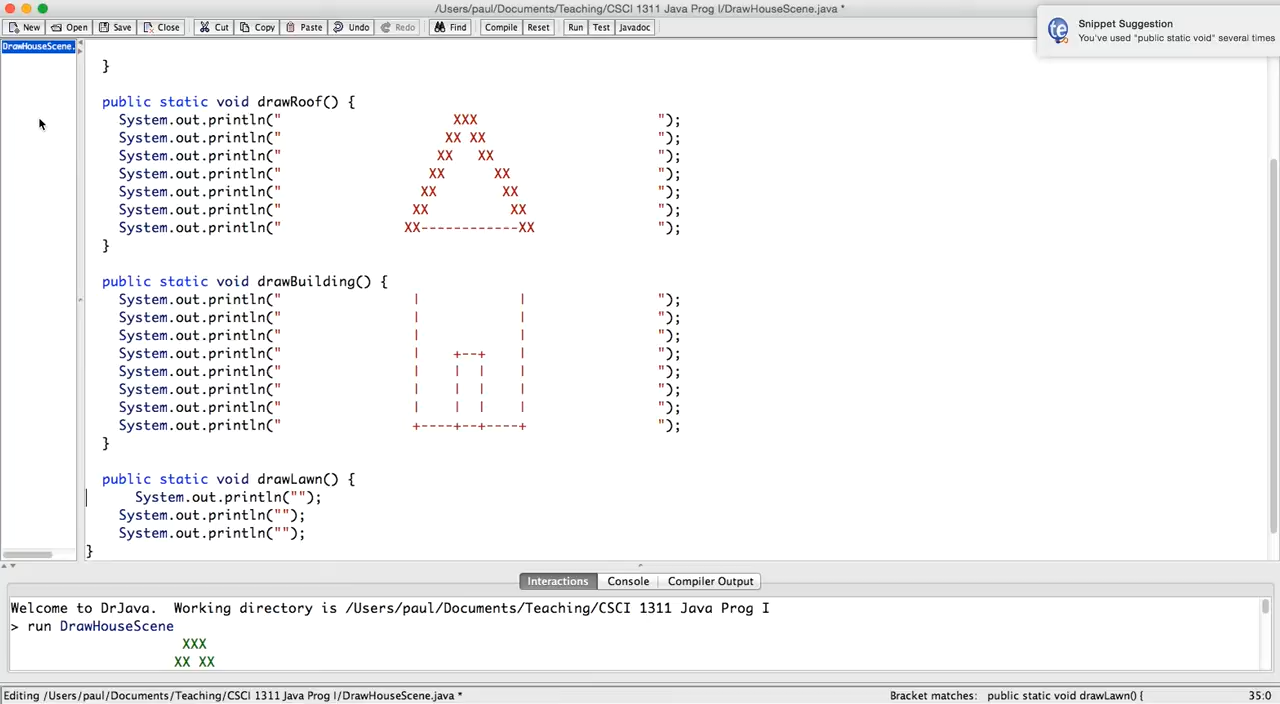 /Users/paul/Documents/Teaching/CSCI 1311 Java Prog I/DrawHouseScene.java *
New Open Save Close Cut Copy Paste Undo Redo Find Compile Reset Run Test Javadoc
Snippet Suggestion
You've used "public static void" several times
DrawHouseScene.
}
public static void drawRoof() {
System.out.println("                     XXX                      ");
System.out.println("                    XX XX                     ");
System.out.println("                   XX   XX                    ");
System.out.println("                  XX      XX                  ");
System.out.println("                 XX        XX                 ");
System.out.println("                XX          XX                ");
System.out.println("               XX------------XX               ");
}
public static void drawBuilding() {
System.out.println("                |            |                ");
System.out.println("                |            |                ");
System.out.println("                |            |                ");
System.out.println("                |    +--+    |                ");
System.out.println("                |    |  |    |                ");
System.out.println("                |    |  |    |                ");
System.out.println("                |    |  |    |                ");
System.out.println("                +----+--+----+                ");
}
public static void drawLawn() {
System.out.println("");
System.out.println("");
System.out.println("");
}
Interactions Console Compiler Output
Welcome to DrJava.  Working directory is /Users/paul/Documents/Teaching/CSCI 1311 Java Prog I
> run DrawHouseScene
XXX
XX XX
Editing /Users/paul/Documents/Teaching/CSCI 1311 Java Prog I/DrawHouseScene.java * Bracket matches: public static void drawLawn() { 35:0